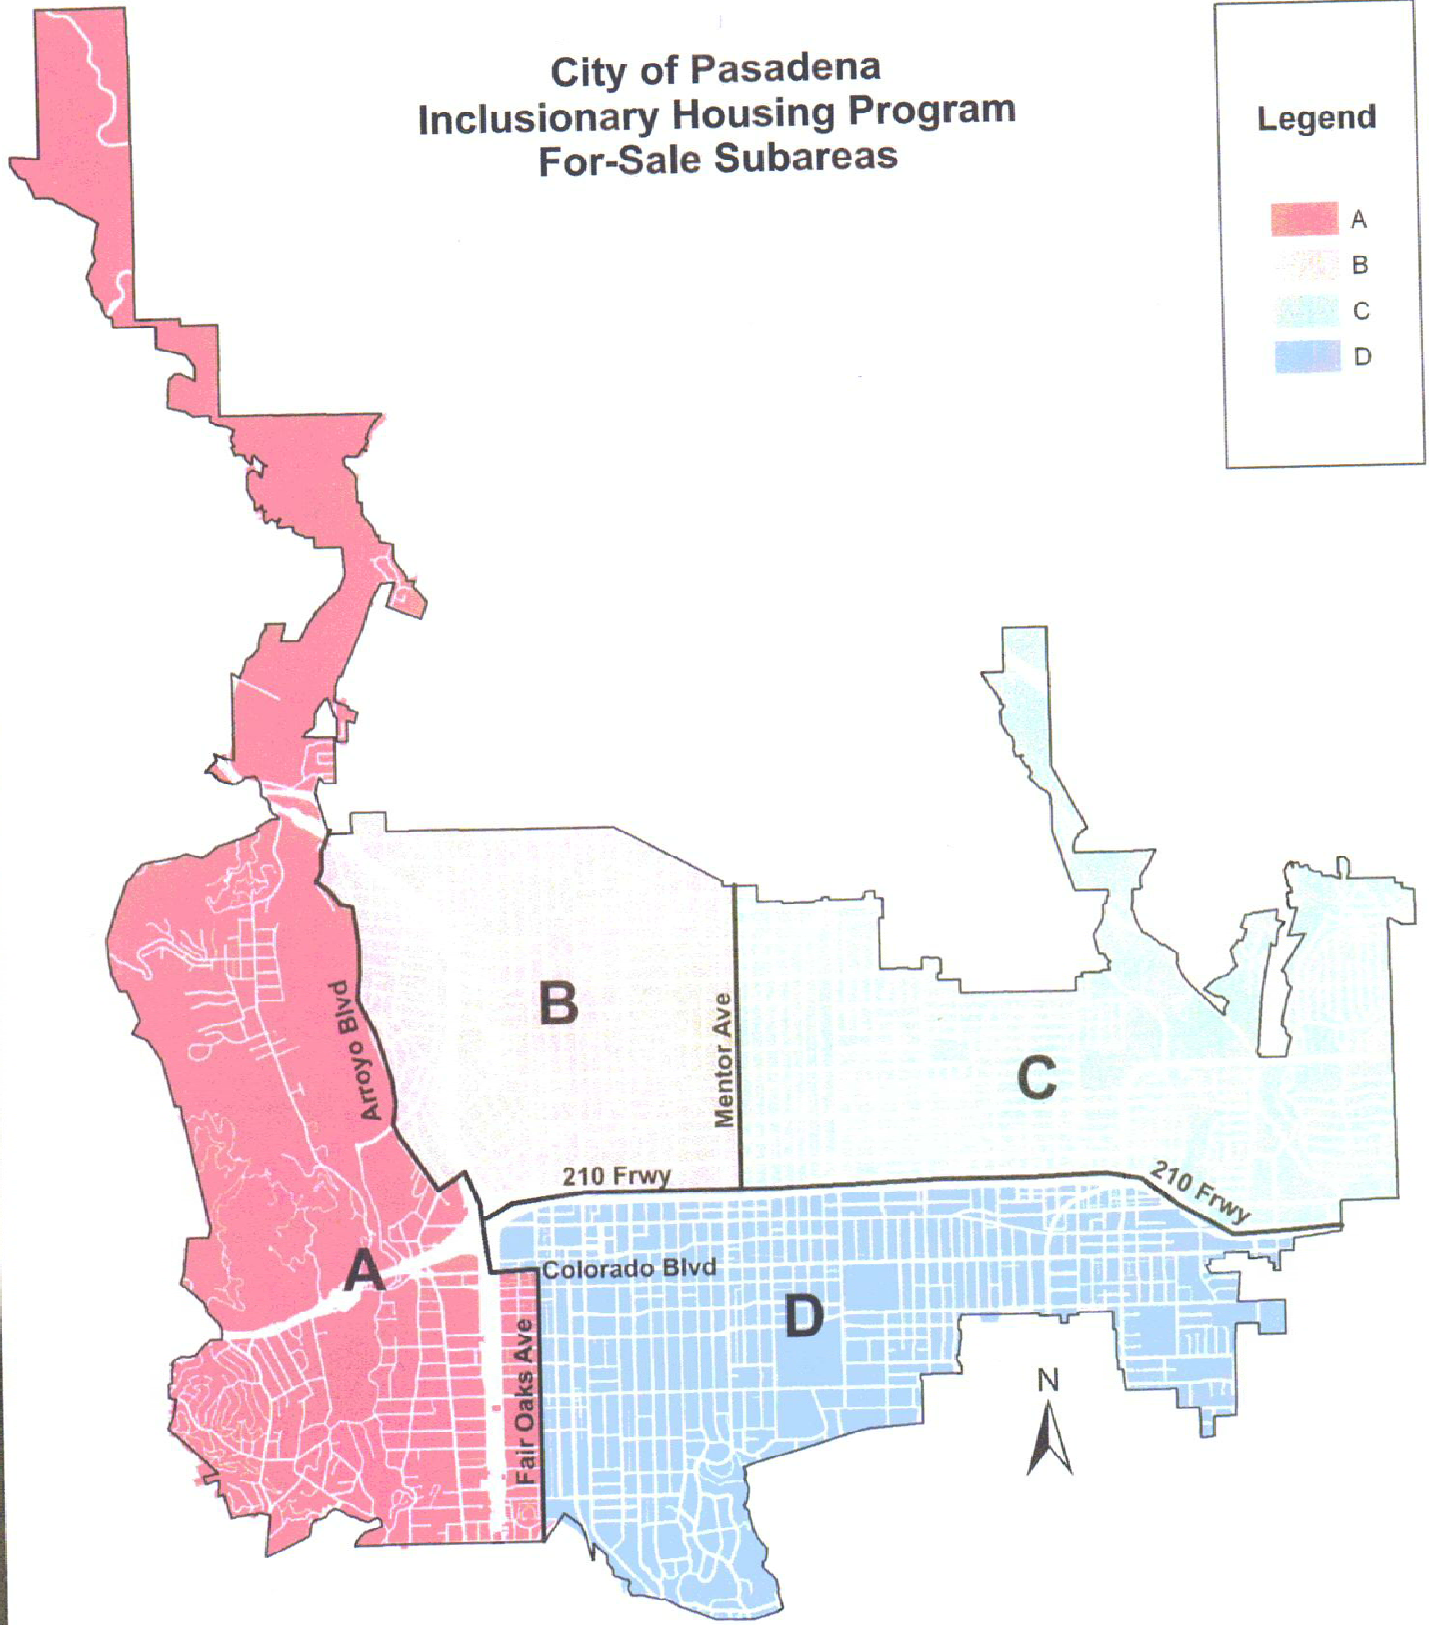 City of Pasadena
Inclusionary Housing Program
For-Sale Subareas
Legend
A
B
C
D
B
Arroyo Blvd
Mentor Ave
C
210 Frwy
210 Frwy
A
Colorado Blvd
D
Fair Oaks Ave
N